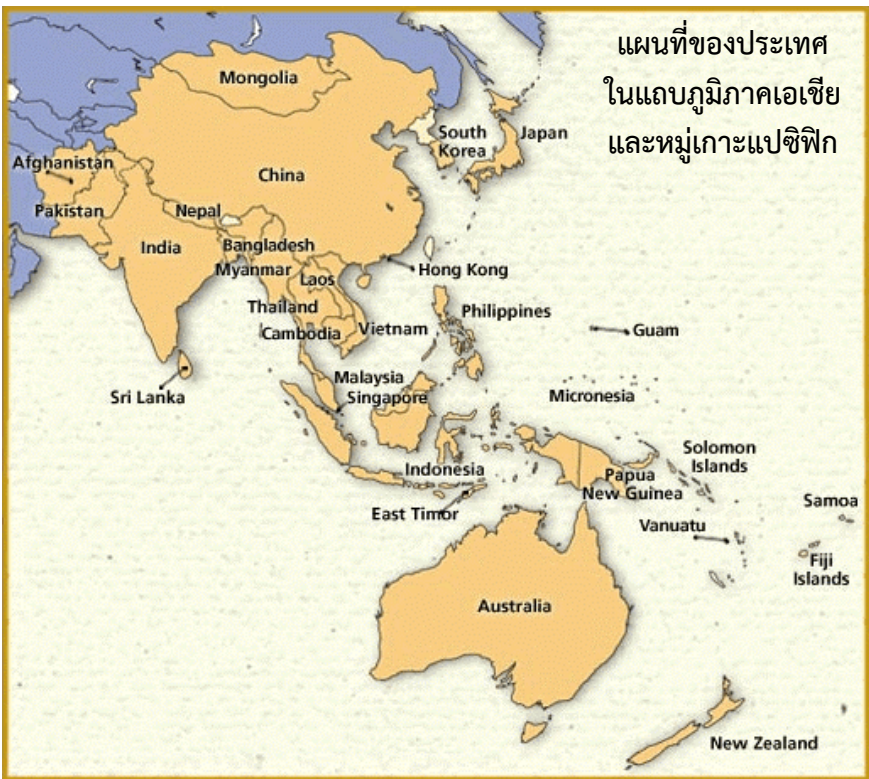 แผนที่ของประเทศ
ในแถบภูมิภาคเอเชีย
และหมู่เกาะแปซิฟิก
Mongolia
South
Korea
Japan
Afghanistan
China
Pakistan
Nepal
India
Bangladesh
Myanmar
Laos
Hong Kong
Thailand
Philippines
Cambodia
Vietnam
Guam
Sri Lanka
Malaysia
Singapore
Micronesia
Indonesia
Solomon
Islands
Papua
New Guinea
East Timor
Samoa
Vanuatu
Fiji
Islands
Australia
New Zealand